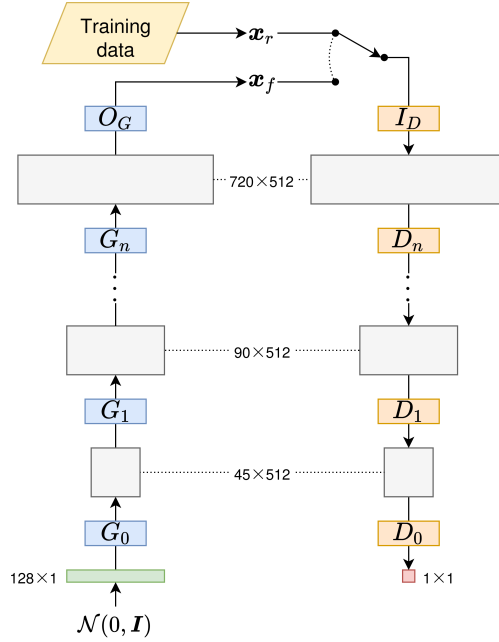 Training
data
𝒙_r
𝒙_f
O_G
I_D
720×512
G_n
D_n
90×512
G_1
D_1
45×512
G_0
D_0
128×1
1×1
𝒩(0, 𝑰)